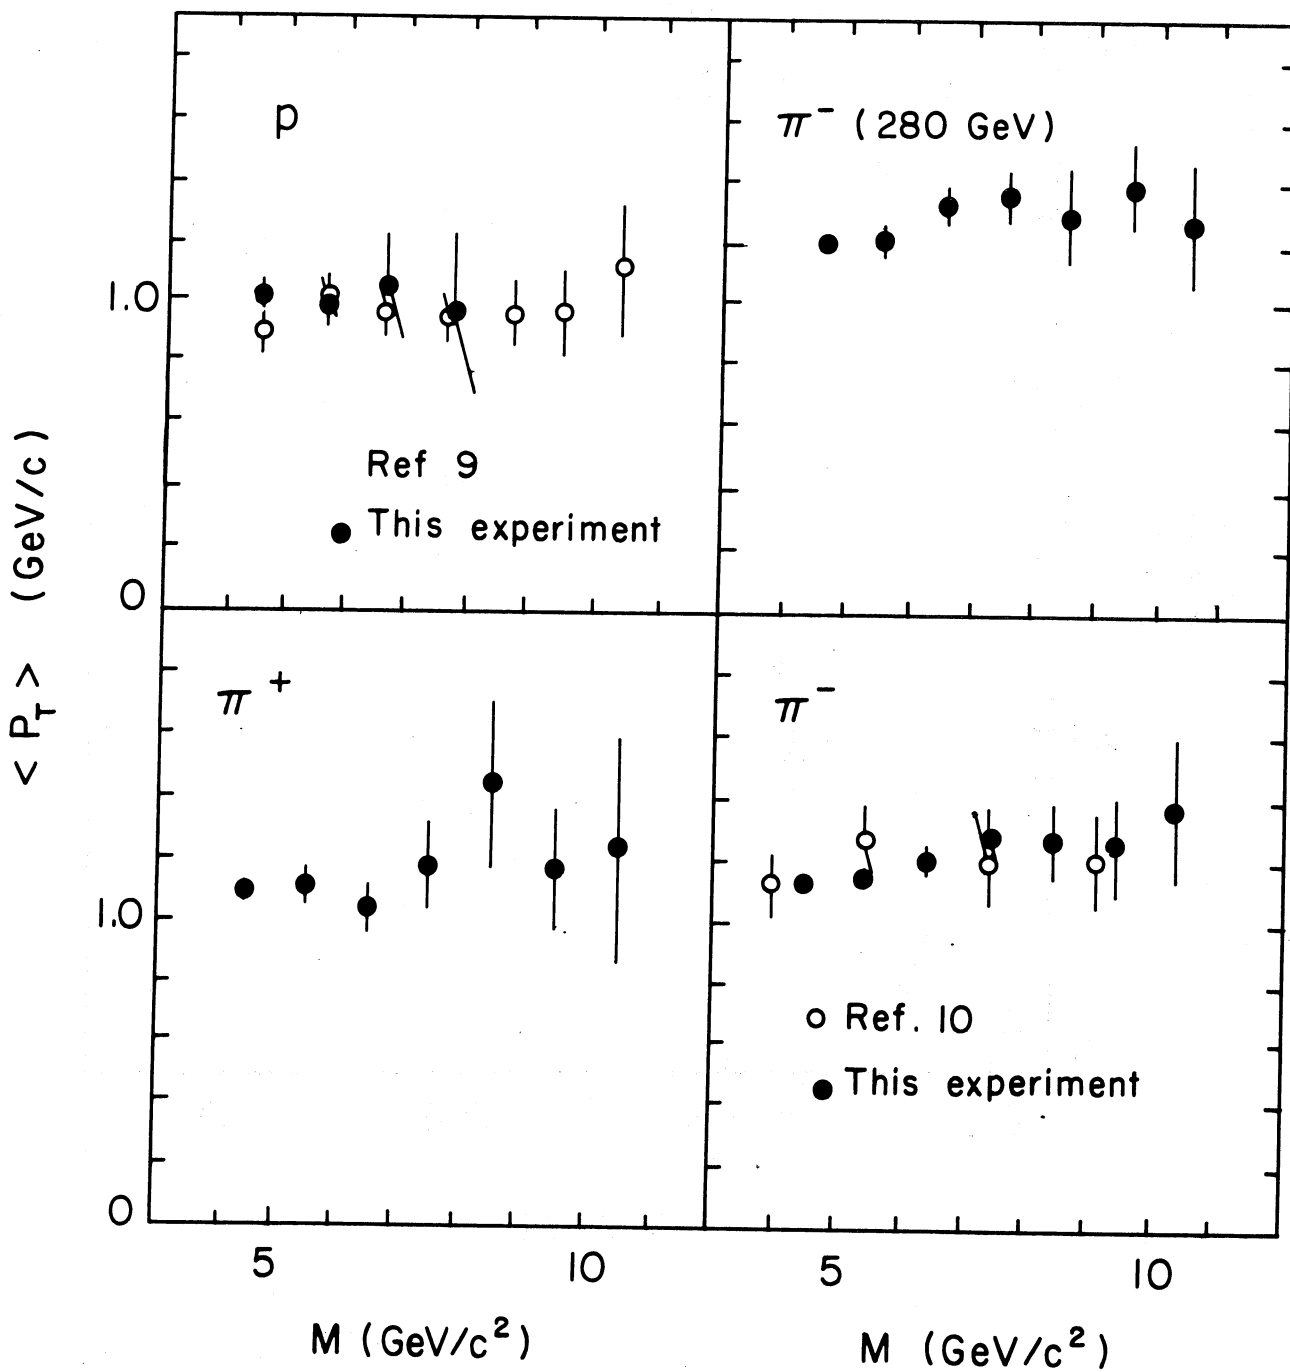 p
π⁻ (280 GeV)
1.0
Ref 9
This experiment
0
<P_T> (GeV/c)
π⁺
π⁻
1.0
Ref. 10
This experiment
0
5 10 5 10
M (GeV/c²) M (GeV/c²)